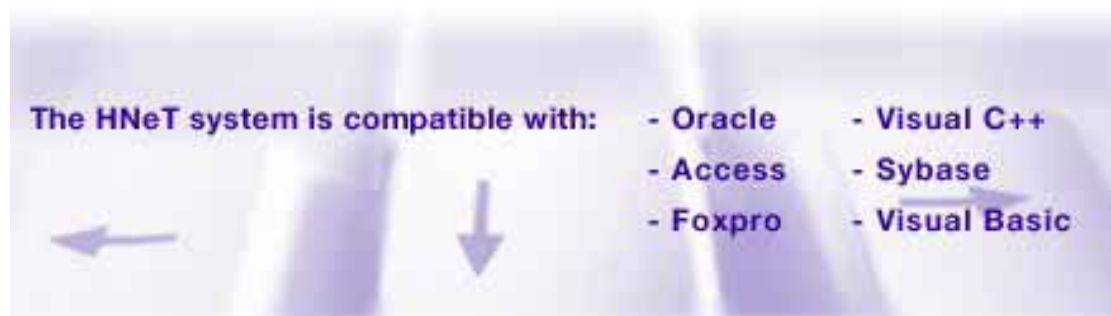 The HNeT system is compatible with: - Oracle - Visual C++
- Access - Sybase
- Foxpro - Visual Basic